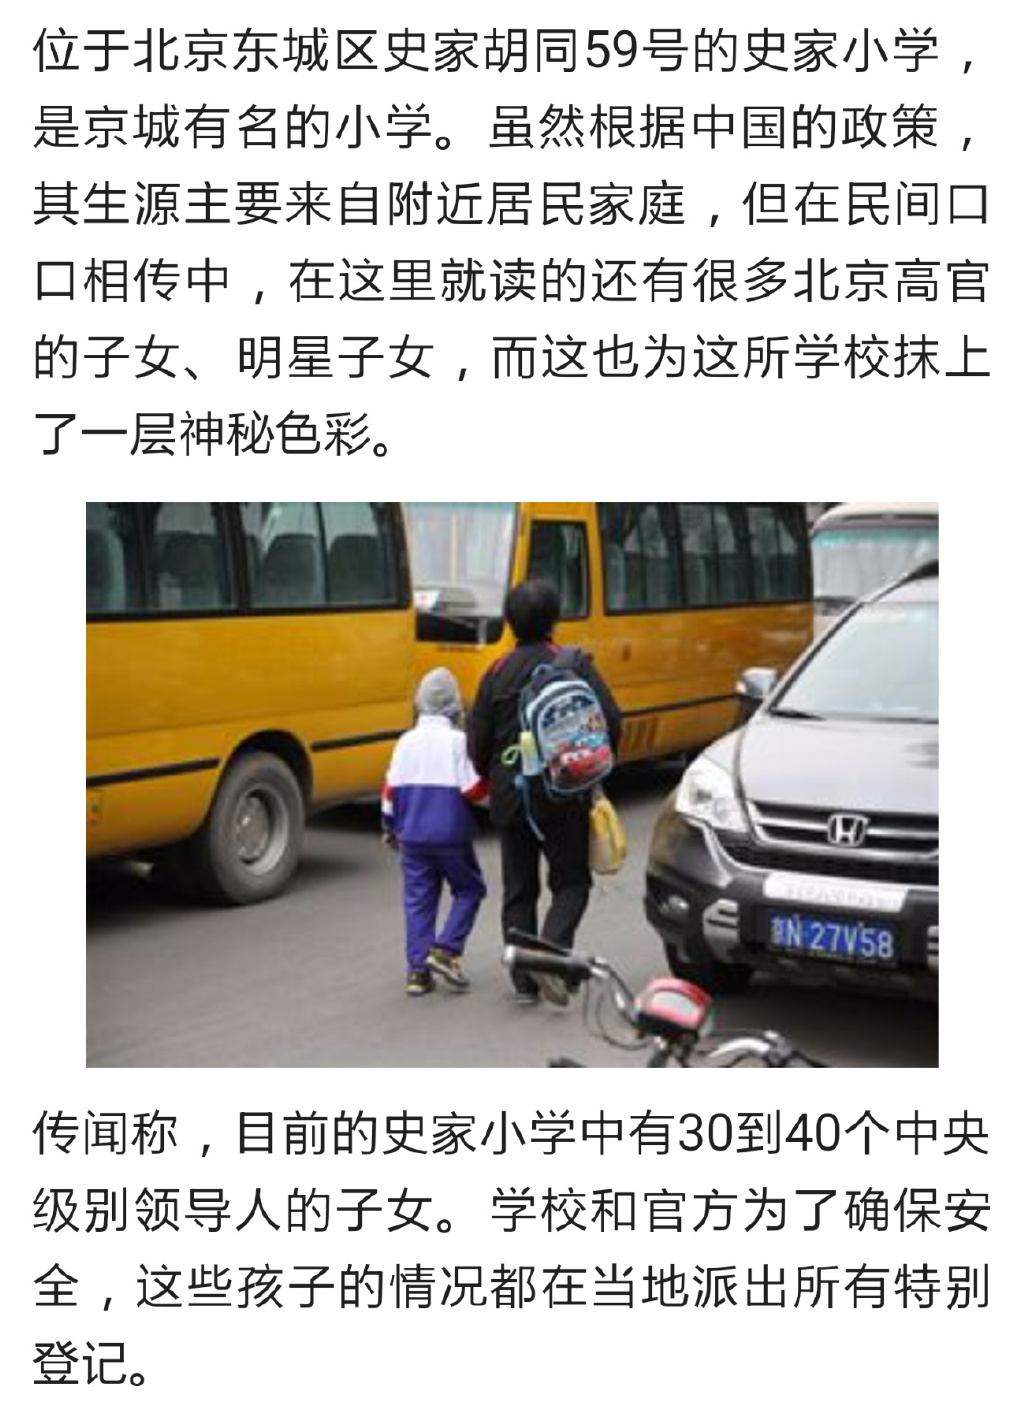 位于北京东城区史家胡同59号的史家小学，
是京城有名的小学。虽然根据中国的政策，
其生源主要来自附近居民家庭，但在民间口
口相传中，在这里就读的还有很多北京高官
的子女、明星子女，而这也为这所学校抹上
了一层神秘色彩。
京N 27V58
传闻称，目前的史家小学中有30到40个中央
级别领导人的子女。学校和官方为了确保安
全，这些孩子的情况都在当地派出所有特别
登记。